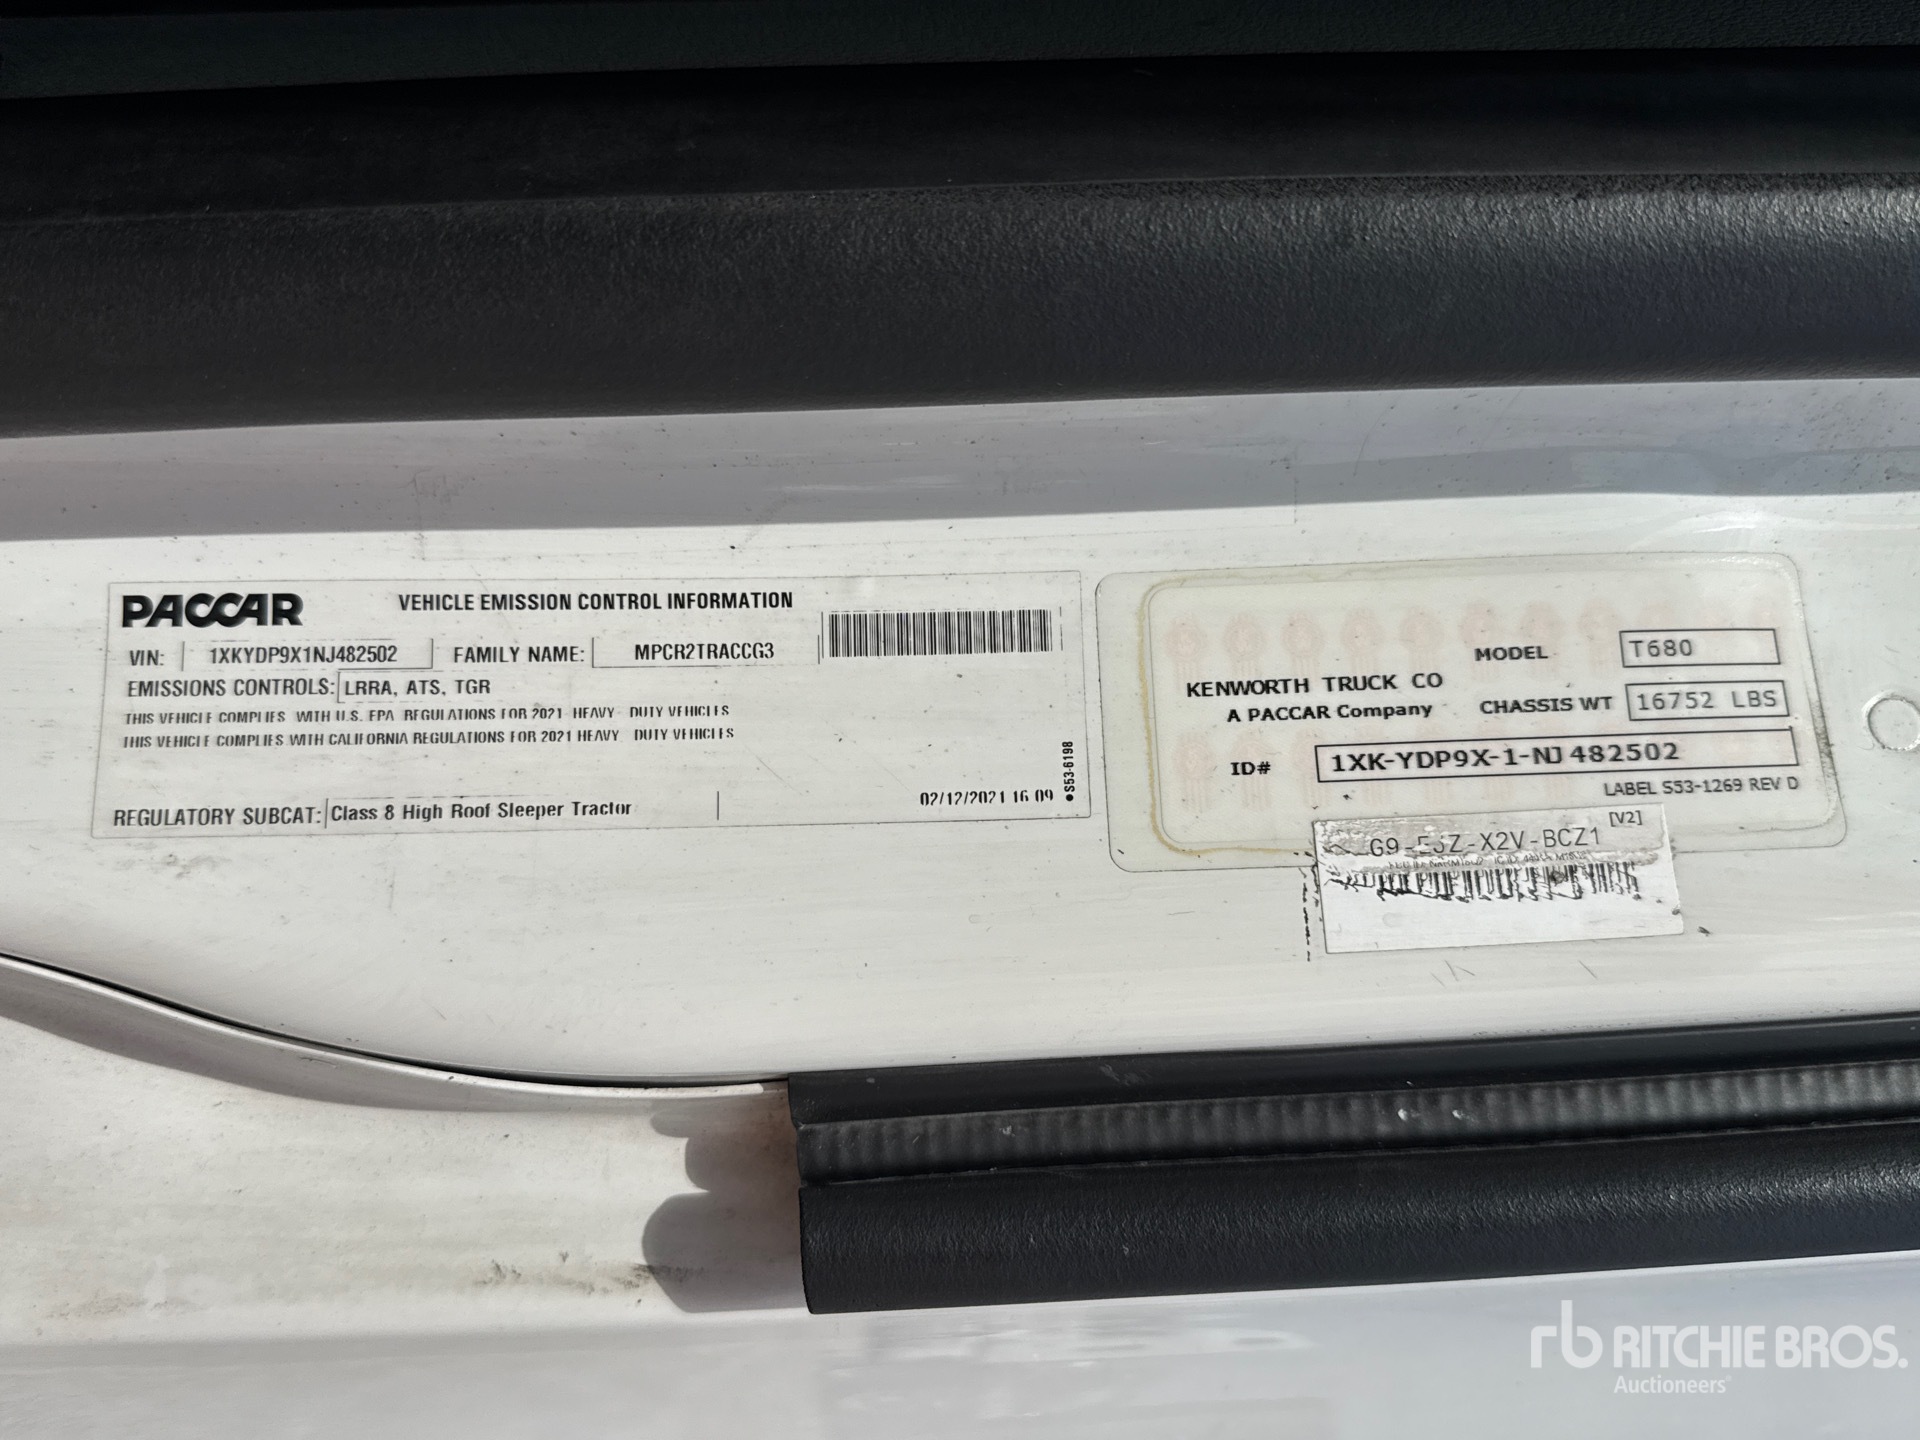 PACCAR
VEHICLE EMISSION CONTROL INFORMATION
VIN: 1XKYDP9X1NJ482502 FAMILY NAME: MPCR2TRACCG3
EMISSIONS CONTROLS: LRRA, ATS, TGR
THIS VEHICLE COMPLIES WITH U.S. EPA REGULATIONS FOR 2021 HEAVY DUTY VEHICLES
THIS VEHICLE COMPLIES WITH CALIFORNIA REGULATIONS FOR 2021 HEAVY DUTY VEHICLES
REGULATORY SUBCAT: Class 8 High Roof Sleeper Tractor
02/12/2021 16 09
●S53-6198
KENWORTH TRUCK CO
A PACCAR Company
MODEL T680
CHASSIS WT 16752 LBS
ID# 1XK-YDP9X-1-NJ 482502
LABEL S53-1269 REV D
[V2]
X2V-BCZ1
rb RITCHIE BROS.
Auctioneers